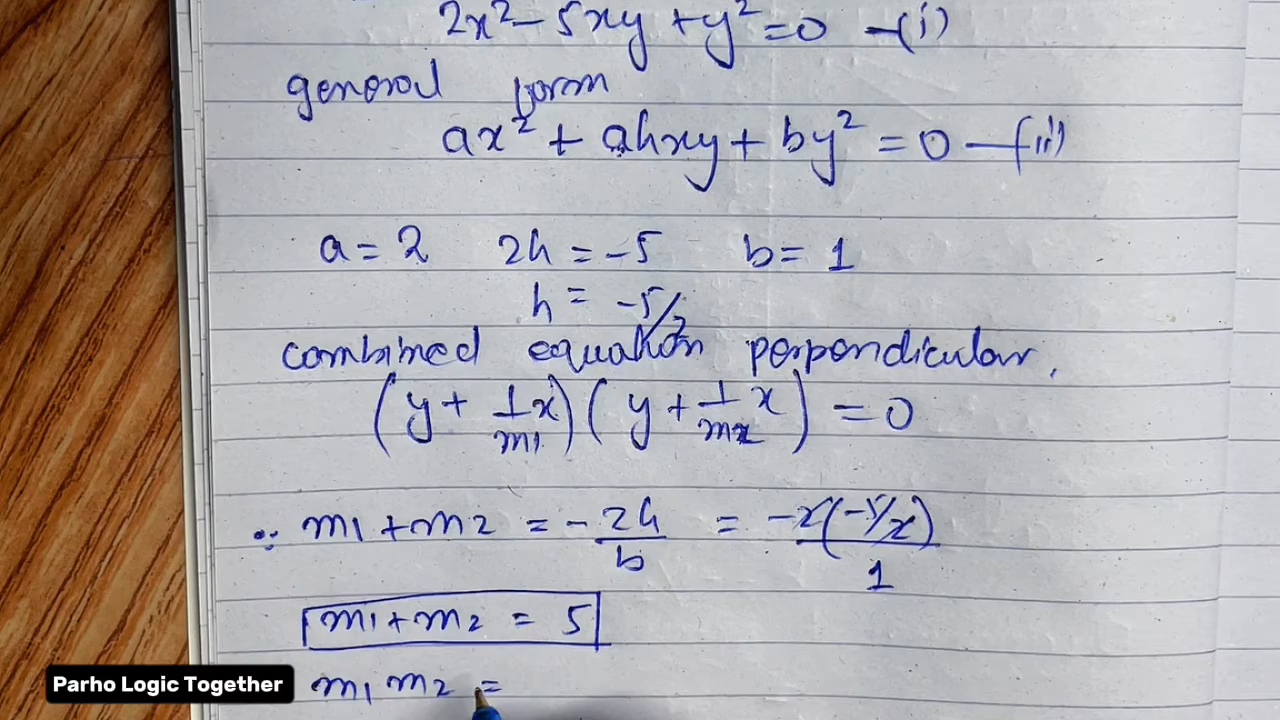 2x² - 5xy + y² = 0 —(i)
general form
ax² + 2hxy + by² = 0 —(ii)
a = 2 2h = -5 b = 1
h = -5/2
combined equation perpendicular,
(y + 1/m1 x) (y + 1/m2 x) = 0
∵ m1 + m2 = - 2h/b = -2(-5/2)/1
m1 + m2 = 5
m1 m2 =
Parho Logic Together